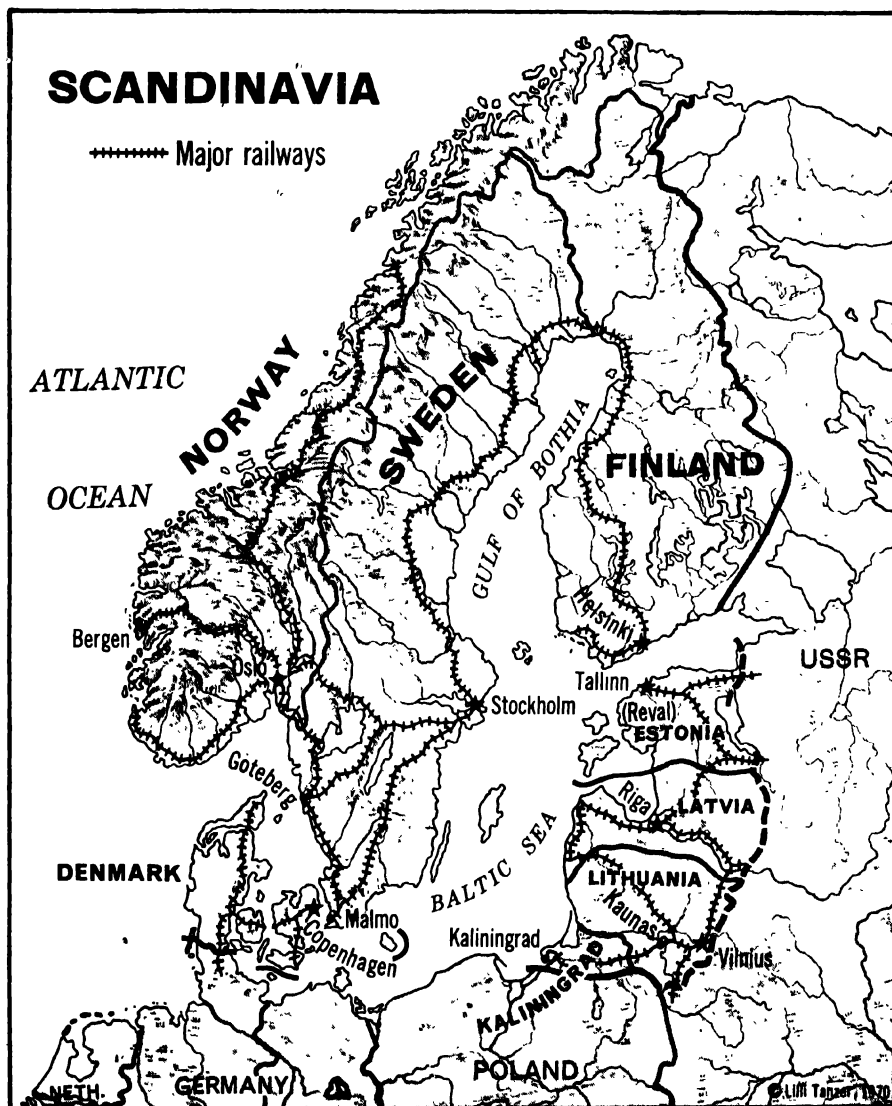 SCANDINAVIA
Major railways
ATLANTIC
OCEAN
NORWAY
SWEDEN
FINLAND
GULF OF BOTHIA
Helsinki
Bergen
Oslo
Stockholm
Tallinn
(Reval)
ESTONIA
USSR
Göteberg
Riga
LATVIA
DENMARK
BALTIC SEA
LITHUANIA
Malmo
Copenhagen
Kaunas
Kaliningrad
Vilnius
KALININGRAD
NETH.
GERMANY
POLAND
© Lilli Tanzer, 1970